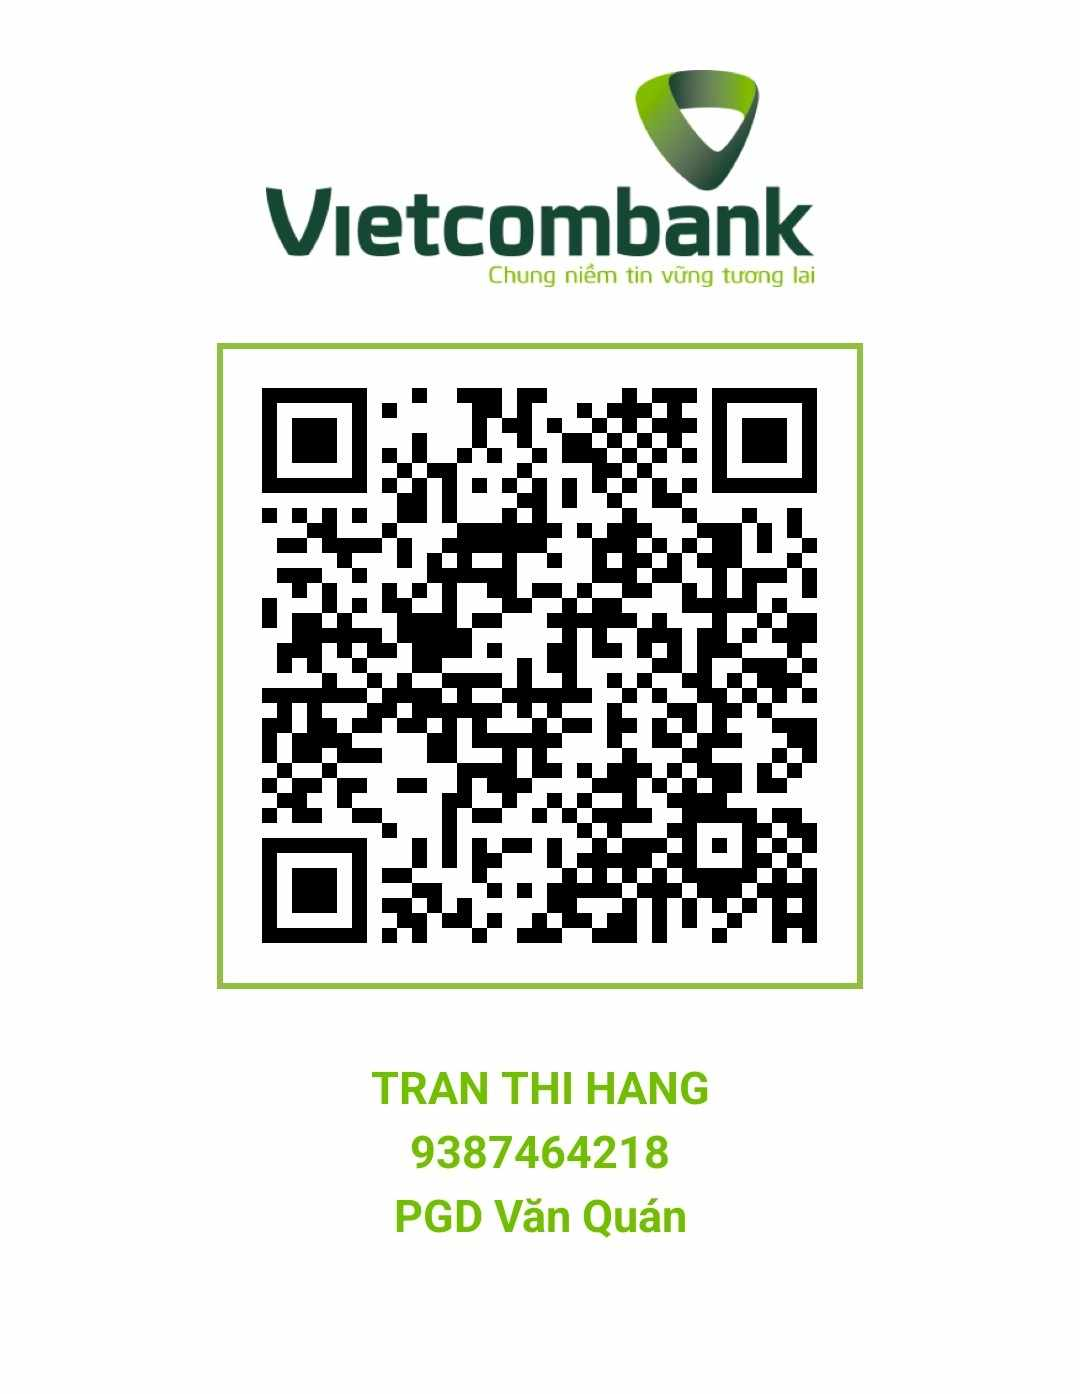 Vietcombank
Chung niềm tin vững tương lai
TRAN THI HANG
9387464218
PGD Văn Quán